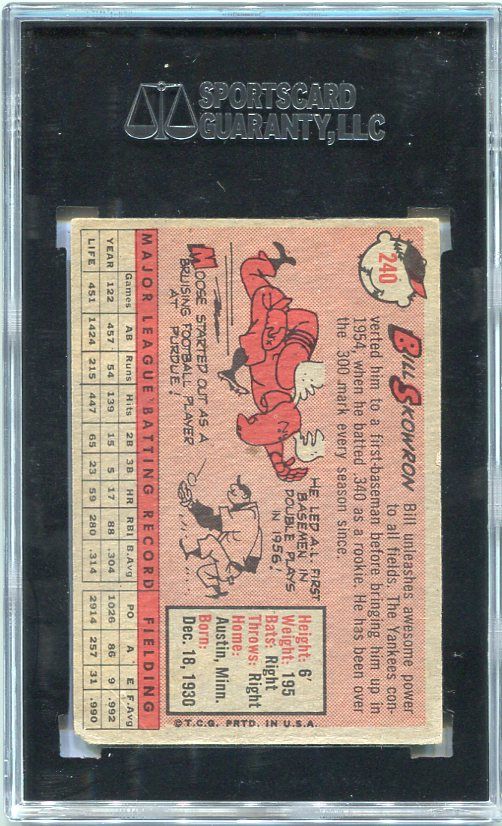 SPORTSCARD
GUARANTY, LLC
240
BILL SKOWRON
Bill unleashes awesome power
to all fields. The Yankees con-
verted him to a first-baseman before bringing him up in
1954, when he batted .340 as a rookie. He has been over
the 300 mark every season since.
MOOSE STARTED OUT AS A
BRUISING FOOTBALL PLAYER
AT
PURDUE!
HE LED ALL FIRST
BASEMEN IN
DOUBLE PLAYS
IN 1956!
Height: 6'
Weight: 195
Bats: Right
Throws: Right
Home:
Austin, Minn.
Born:
Dec. 18, 1930
©T.C.G. PRTD. IN U.S.A.
MAJOR LEAGUE BATTING RECORD FIELDING
Games AB Runs Hits 2B 3B HR RBI B.Avg PO A E F.Avg
YEAR 122 457 54 139 15 5 17 88 .304 1026 86 9 .992
LIFE 451 1424 215 447 65 23 59 280 .314 2914 257 31 .990